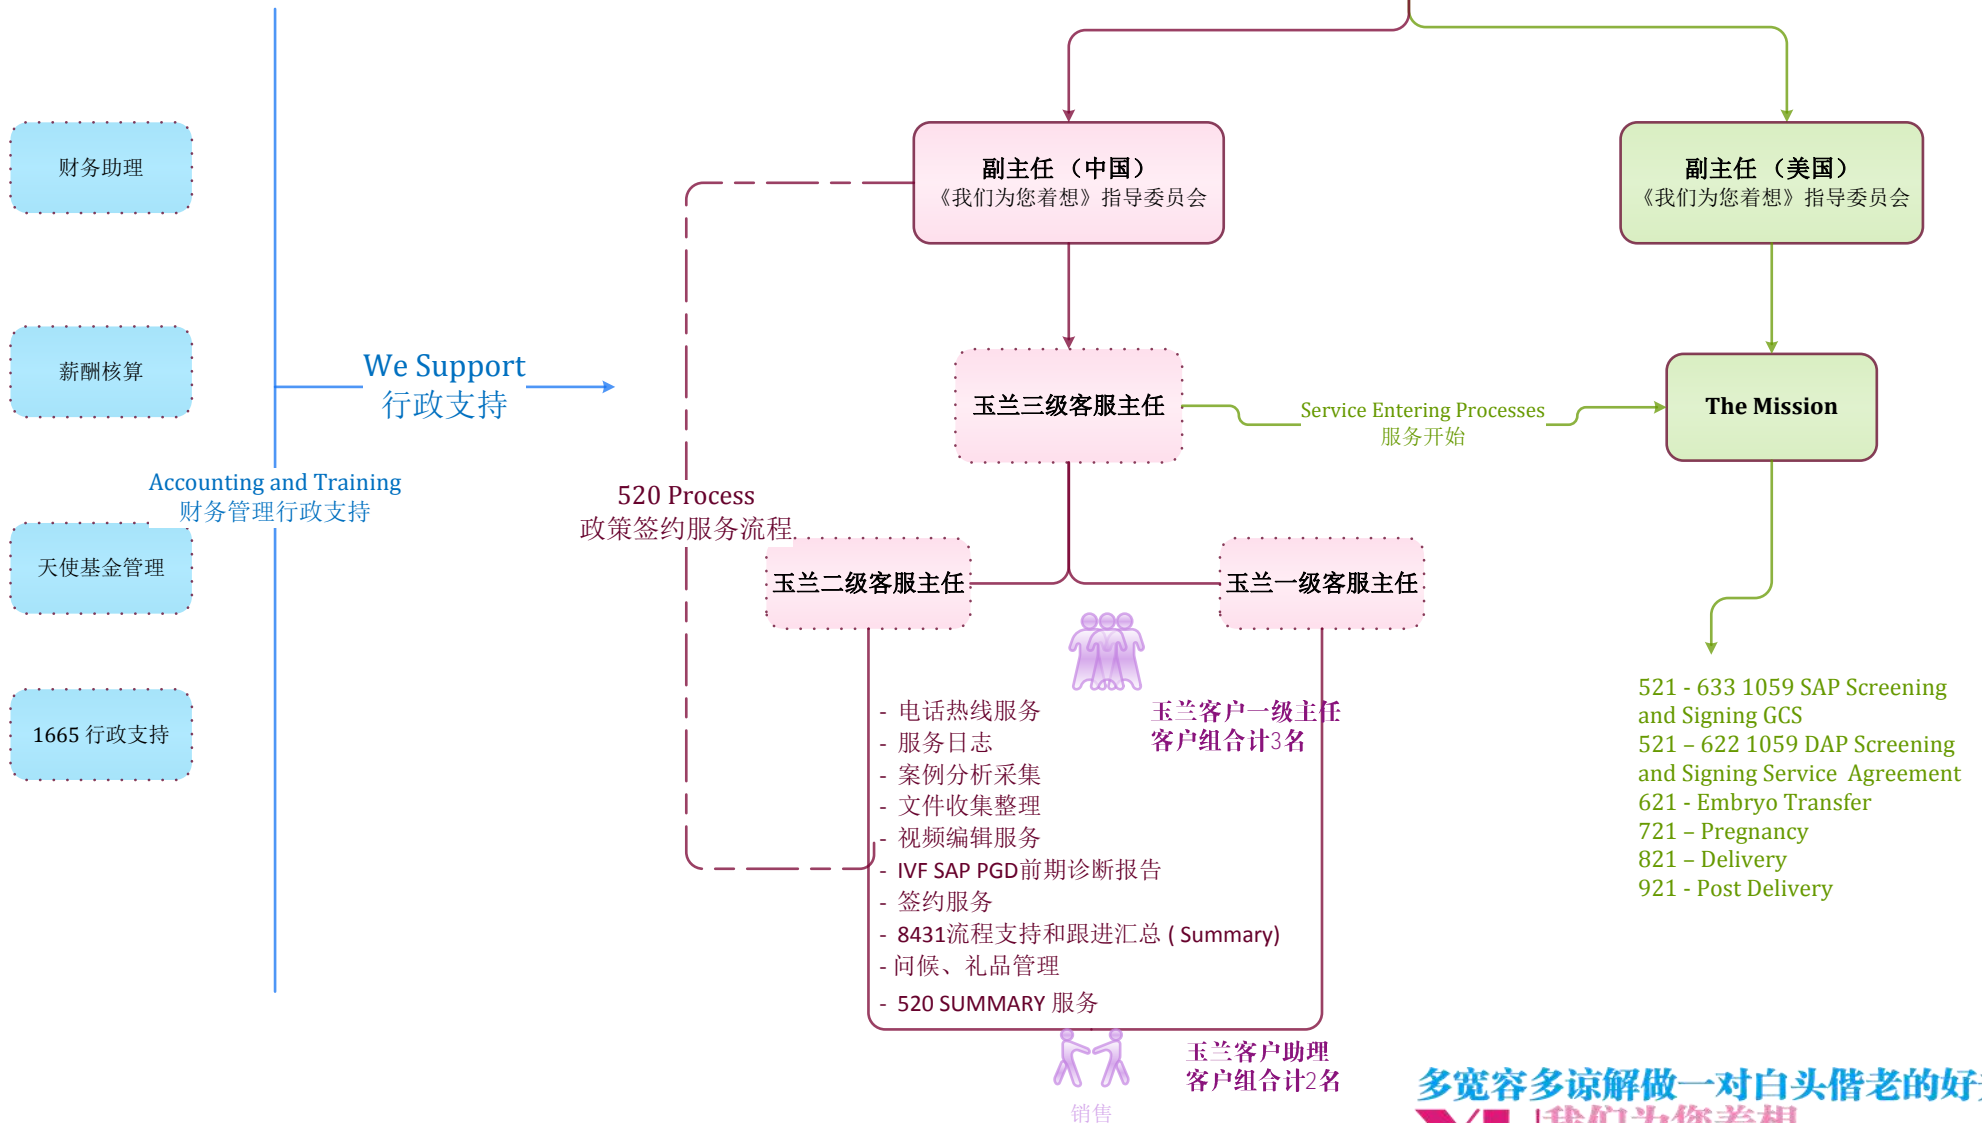 财务助理
薪酬核算
天使基金管理
1665 行政支持
We Support
行政支持
Accounting and Training
财务管理行政支持
副主任 （中国）
《我们为您着想》指导委员会
副主任 （美国）
《我们为您着想》指导委员会
玉兰三级客服主任
Service Entering Processes
服务开始
The Mission
520 Process
政策签约服务流程
玉兰二级客服主任
玉兰一级客服主任
玉兰客户一级主任
客户组合计3名
- 电话热线服务
- 服务日志
- 案例分析采集
- 文件收集整理
- 视频编辑服务
- IVF SAP PGD前期诊断报告
- 签约服务
- 8431流程支持和跟进汇总 ( Summary)
- 问候、礼品管理
- 520 SUMMARY 服务
521 - 633 1059 SAP Screening
and Signing GCS
521 – 622 1059 DAP Screening
and Signing Service Agreement
621 - Embryo Transfer
721 – Pregnancy
821 – Delivery
921 - Post Delivery
玉兰客户助理
客户组合计2名
销售
多宽容多谅解做一对白头偕老的好
我们为您着想